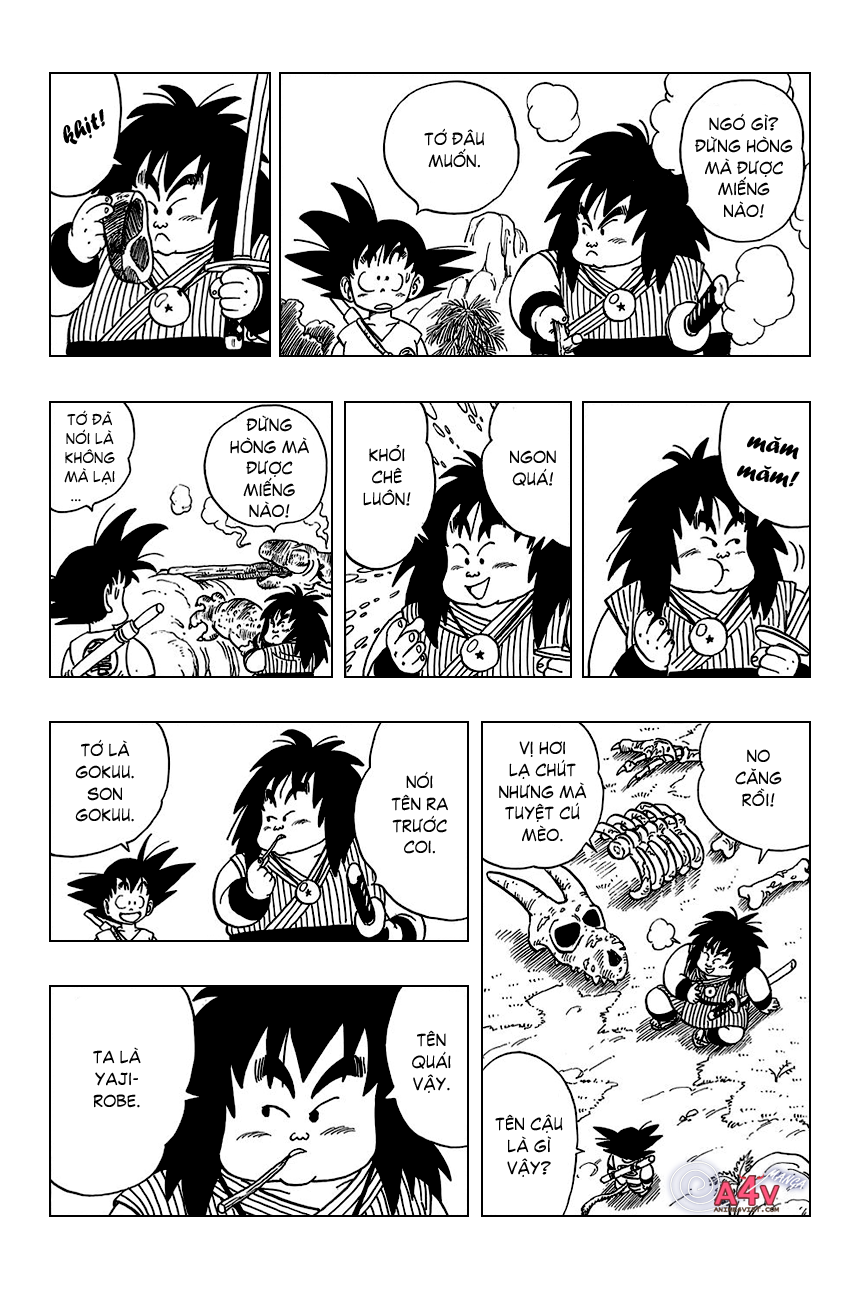 NGÓ GÌ?
ĐỪNG HÒNG
MÀ ĐƯỢC
MIẾNG
NÀO!
TỚ ĐÂU
MUỐN.
khịt!
măm
măm!
NGON
QUÁ!
KHỎI
CHÊ
LUÔN!
ĐỪNG
HÒNG MÀ
ĐƯỢC
MIẾNG
NÀO!
TỚ ĐÃ
NÓI LÀ
KHÔNG
MÀ LẠI
...
NO
CĂNG
RỒI!
VỊ HƠI
LẠ CHÚT
NHƯNG MÀ
TUYỆT CÚ
MÈO.
TÊN CẬU
LÀ GÌ
VẬY?
NÓI
TÊN RA
TRƯỚC
COI.
TỚ LÀ
GOKUU.
SON
GOKUU.
TÊN
QUÁI
VẬY.
TA LÀ
YAJI-
ROBE.
A4V
ANIME4VIET.COM